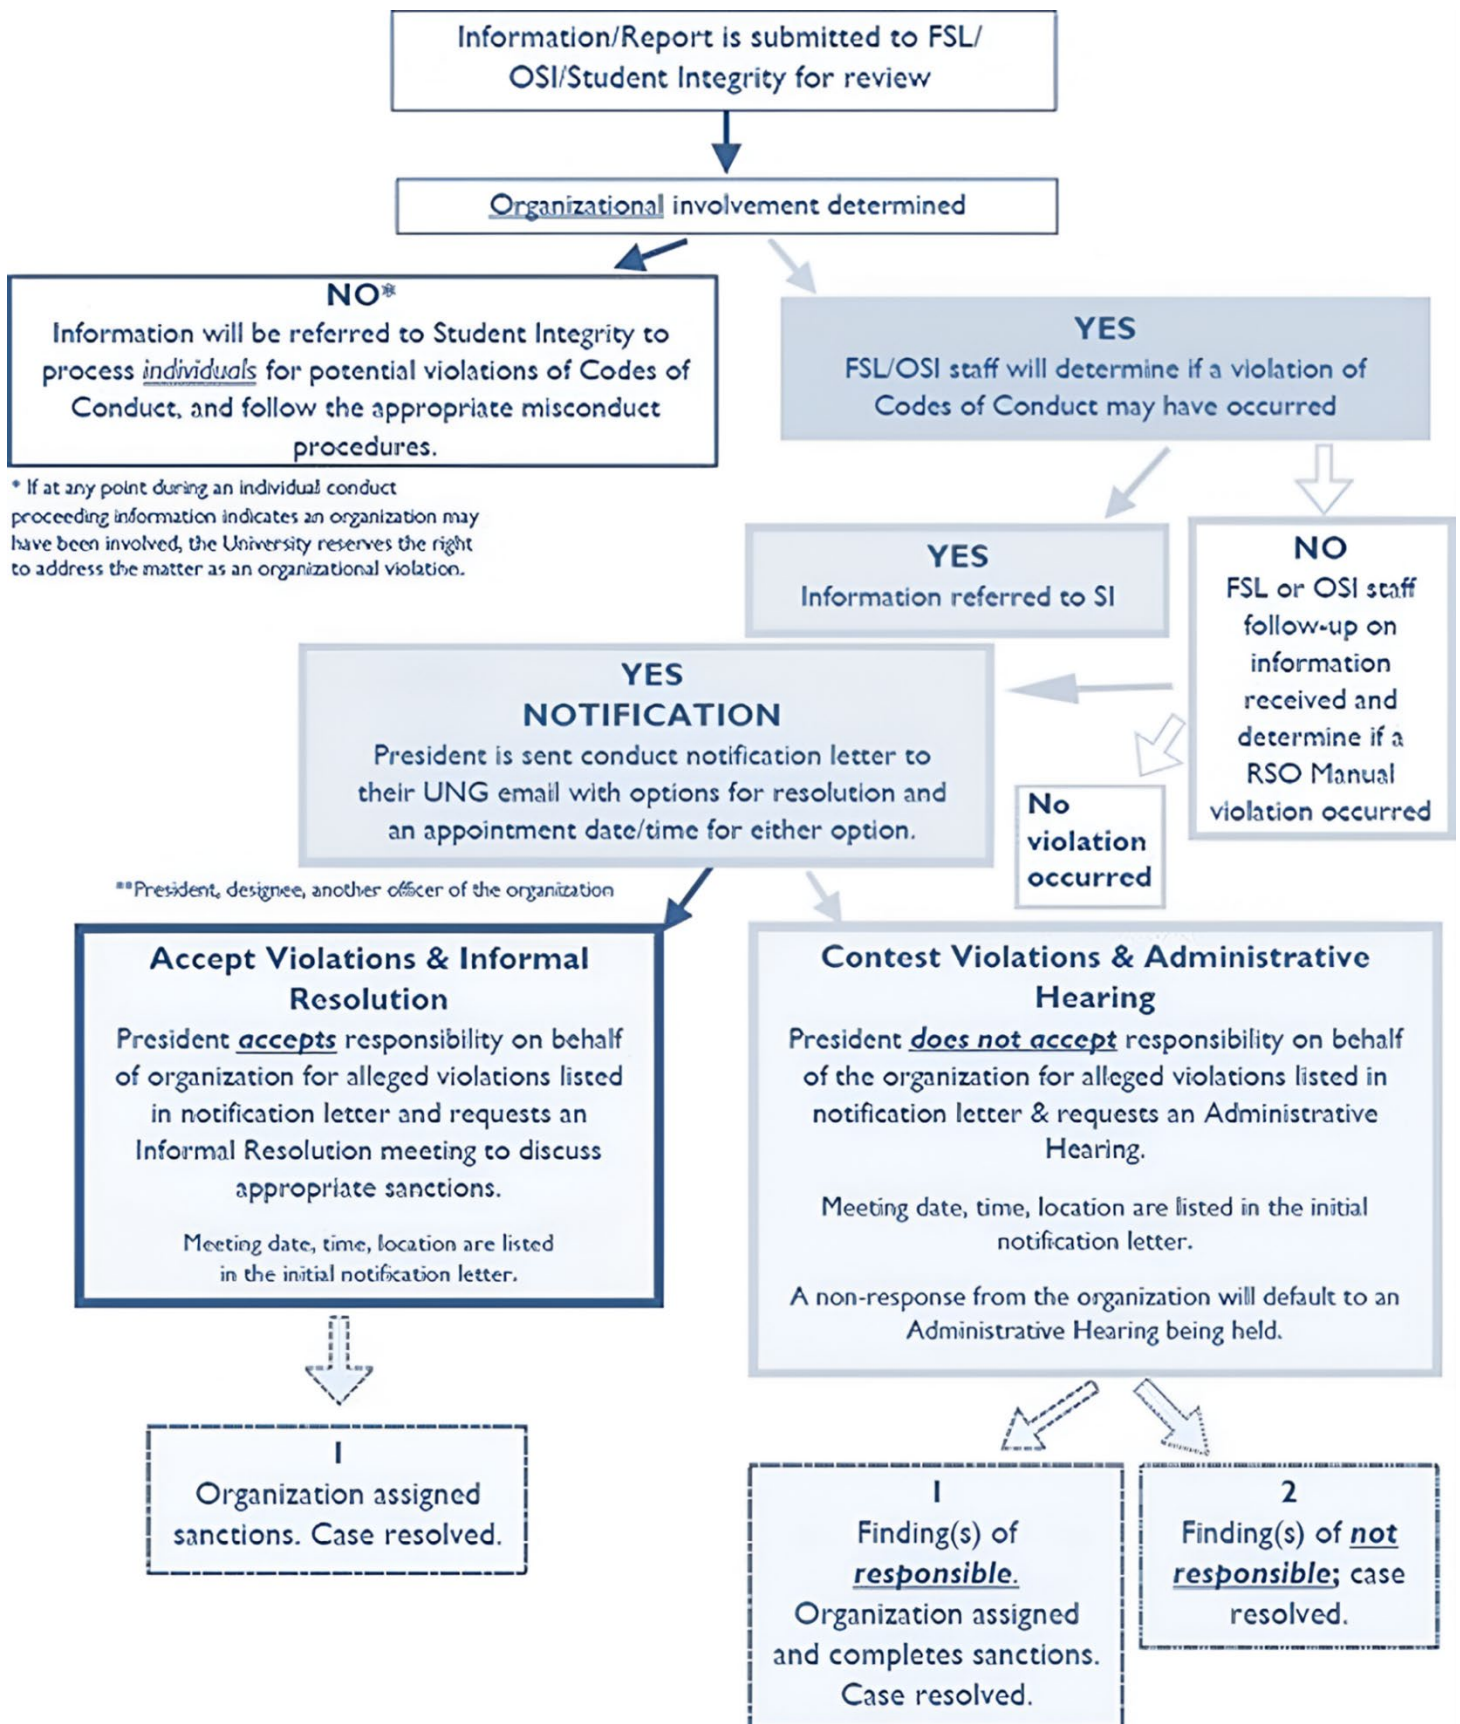 Information/Report is submitted to FSL/
OSI/Student Integrity for review
Organizational involvement determined
NO*
Information will be referred to Student Integrity to
process individuals for potential violations of Codes of
Conduct, and follow the appropriate misconduct
procedures.
* If at any point during an individual conduct
proceeding information indicates an organization may
have been involved, the University reserves the right
to address the matter as an organizational violation.
YES
FSL/OSI staff will determine if a violation of
Codes of Conduct may have occurred
YES
Information referred to SI
NO
FSL or OSI staff
follow-up on
information
received and
determine if a
RSO Manual
violation occurred
YES
NOTIFICATION
President is sent conduct notification letter to
their UNG email with options for resolution and
an appointment date/time for either option.
No
violation
occurred
**President, designee, another officer of the organization
Accept Violations & Informal
Resolution
President accepts responsibility on behalf
of organization for alleged violations listed
in notification letter and requests an
Informal Resolution meeting to discuss
appropriate sanctions.
Meeting date, time, location are listed
in the initial notification letter.
Contest Violations & Administrative
Hearing
President does not accept responsibility on behalf
of the organization for alleged violations listed in
notification letter & requests an Administrative
Hearing.
Meeting date, time, location are listed in the initial
notification letter.
A non-response from the organization will default to an
Administrative Hearing being held.
1
Organization assigned
sanctions. Case resolved.
1
Finding(s) of
responsible.
Organization assigned
and completes sanctions.
Case resolved.
2
Finding(s) of not
responsible; case
resolved.